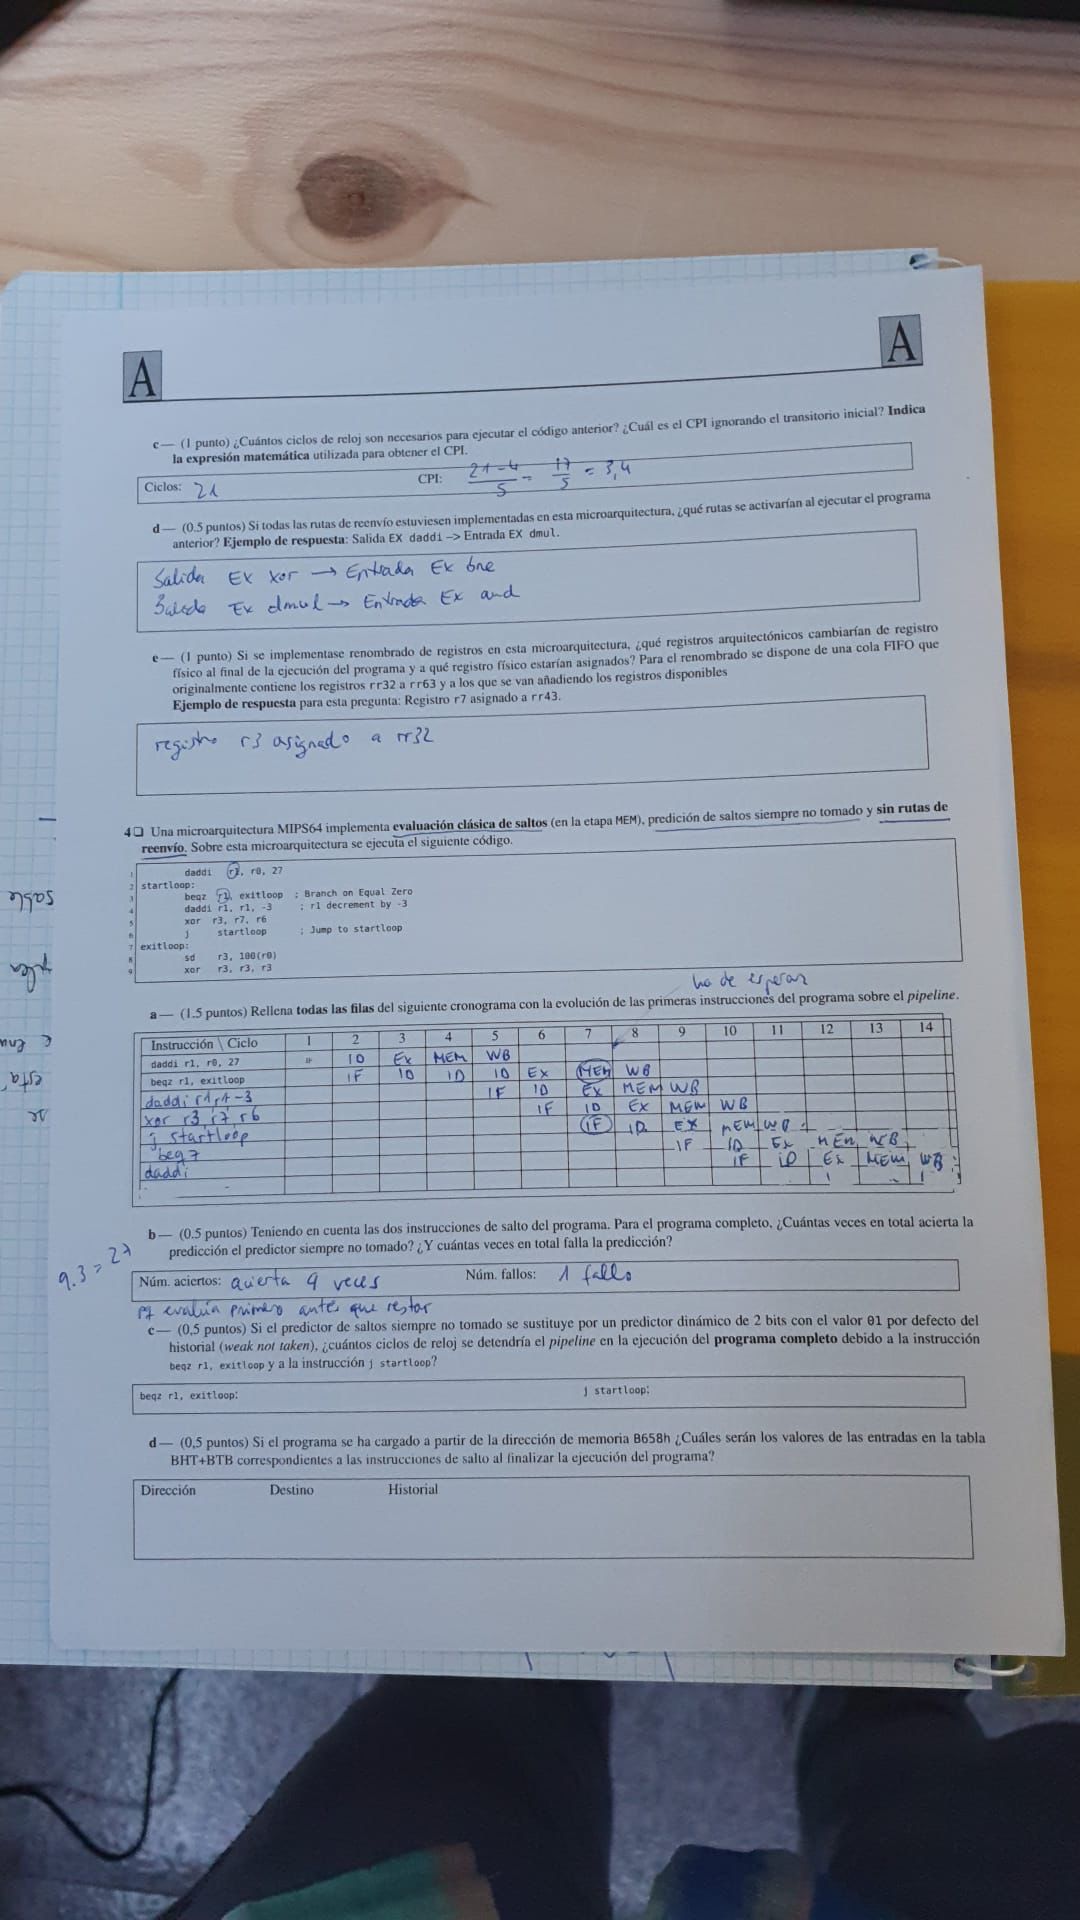 A
A
c— (1 punto) ¿Cuántos ciclos de reloj son necesarios para ejecutar el código anterior? ¿Cuál es el CPI ignorando el transitorio inicial? Indica
la expresión matemática utilizada para obtener el CPI.
Ciclos: 21 CPI: 21-4/5 = 17/5 = 3,4
d— (0.5 puntos) Si todas las rutas de reenvío estuviesen implementadas en esta microarquitectura, ¿qué rutas se activarían al ejecutar el programa
anterior? Ejemplo de respuesta: Salida EX daddi —> Entrada EX dmul.
Salida Ex xor → Entrada Ex bne
Salida Ex dmul → Entrada Ex and
e— (1 punto) Si se implementase renombrado de registros en esta microarquitectura, ¿qué registros arquitectónicos cambiarían de registro
físico al final de la ejecución del programa y a qué registro físico estarían asignados? Para el renombrado se dispone de una cola FIFO que
originalmente contiene los registros rr32 a rr63 y a los que se van añadiendo los registros disponibles
Ejemplo de respuesta para esta pregunta: Registro r7 asignado a rr43.
registro r3 asignado a rr32
4❑ Una microarquitectura MIPS64 implementa evaluación clásica de saltos (en la etapa MEM), predición de saltos siempre no tomado y sin rutas de
reenvío. Sobre esta microarquitectura se ejecuta el siguiente código.
1 daddi r1, r0, 27
2 startloop:
3 beqz r1, exitloop ; Branch on Equal Zero
4 daddi r1, r1, -3 ; r1 decrement by -3
5 xor r3, r7, r6
6 j startloop ; Jump to startloop
7 exitloop:
8 sd r3, 100(r0)
9 xor r3, r3, r3
ha de esperar
a— (1.5 puntos) Rellena todas las filas del siguiente cronograma con la evolución de las primeras instrucciones del programa sobre el pipeline.
Instrucción \ Ciclo 1 2 3 4 5 6 7 8 9 10 11 12 13 14
daddi r1, r0, 27 IF ID Ex MEM WB
beqz r1, exitloop IF ID ID ID Ex MEM WB
daddi r1, r1 -3 IF ID Ex MEM WB
xor r3, r7, r6 IF ID Ex MEM WB
j startloop IF ID EX MEM WB
beqz IF ID Ex MEM WB
daddi IF ID Ex MEM WB
b— (0.5 puntos) Teniendo en cuenta las dos instrucciones de salto del programa. Para el programa completo, ¿Cuántas veces en total acierta la
predicción el predictor siempre no tomado? ¿Y cuántas veces en total falla la predicción?
9.3 = 27
Núm. aciertos: acierta 9 veces Núm. fallos: 1 fallo
evalúa primero antes que restar
c— (0,5 puntos) Si el predictor de saltos siempre no tomado se sustituye por un predictor dinámico de 2 bits con el valor 01 por defecto del
historial (weak not taken), ¿cuántos ciclos de reloj se detendría el pipeline en la ejecución del programa completo debido a la instrucción
beqz r1, exitloop y a la instrucción j startloop?
beqz r1, exitloop: j startloop:
d— (0,5 puntos) Si el programa se ha cargado a partir de la dirección de memoria B658h ¿Cuáles serán los valores de las entradas en la tabla
BHT+BTB correspondientes a las instrucciones de salto al finalizar la ejecución del programa?
Dirección Destino Historial